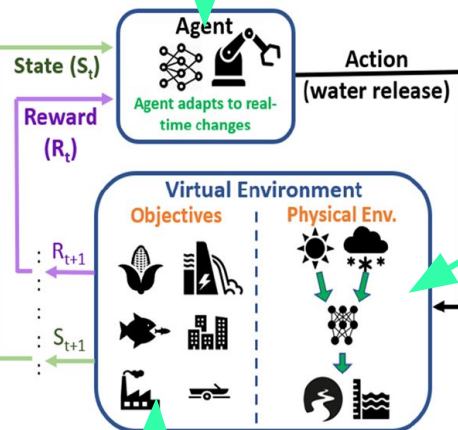 Agent
Agent adapts to real-
time changes
State (Sₜ)
Reward
(Rₜ)
Action
(water release)
Virtual Environment
Objectives
Physical Env.
Rₜ₊₁
Sₜ₊₁